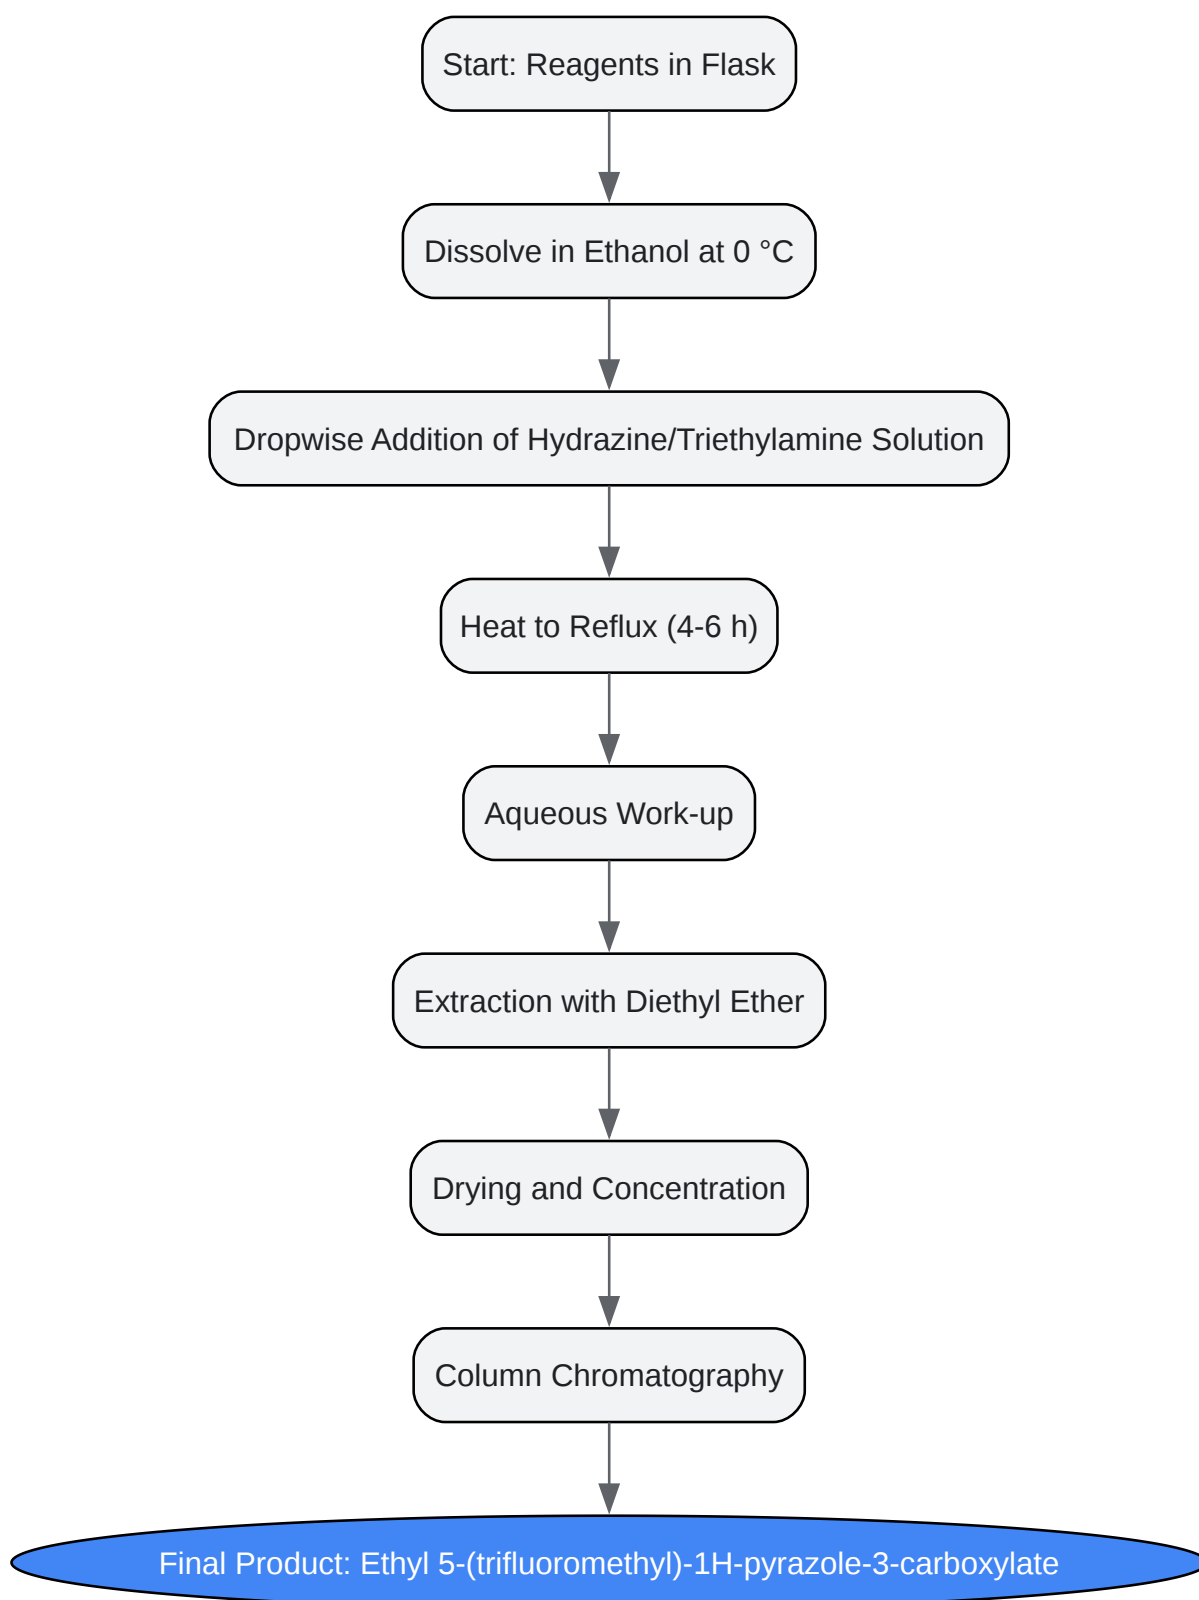 Start: Reagents in Flask
Dissolve in Ethanol at 0 °C
Dropwise Addition of Hydrazine/Triethylamine Solution
Heat to Reflux (4-6 h)
Aqueous Work-up
Extraction with Diethyl Ether
Drying and Concentration
Column Chromatography
Final Product: Ethyl 5-(trifluoromethyl)-1H-pyrazole-3-carboxylate